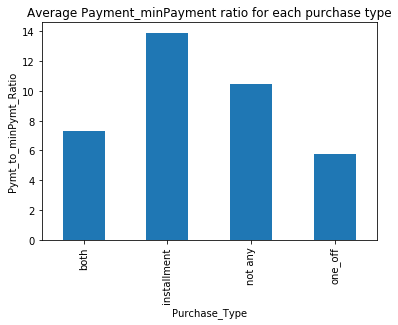 Average Payment_minPayment ratio for each purchase type
Pymt_to_minPymt_Ratio
14
12
10
8
6
4
2
0
both
installment
not any
one_off
Purchase_Type